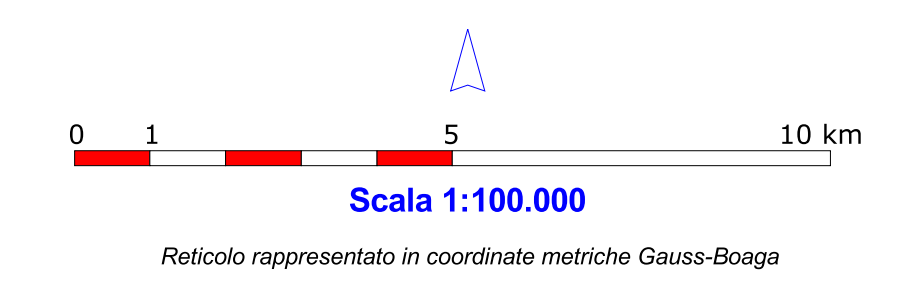 0 1 5 10 km
Scala 1:100.000
Reticolo rappresentato in coordinate metriche Gauss-Boaga